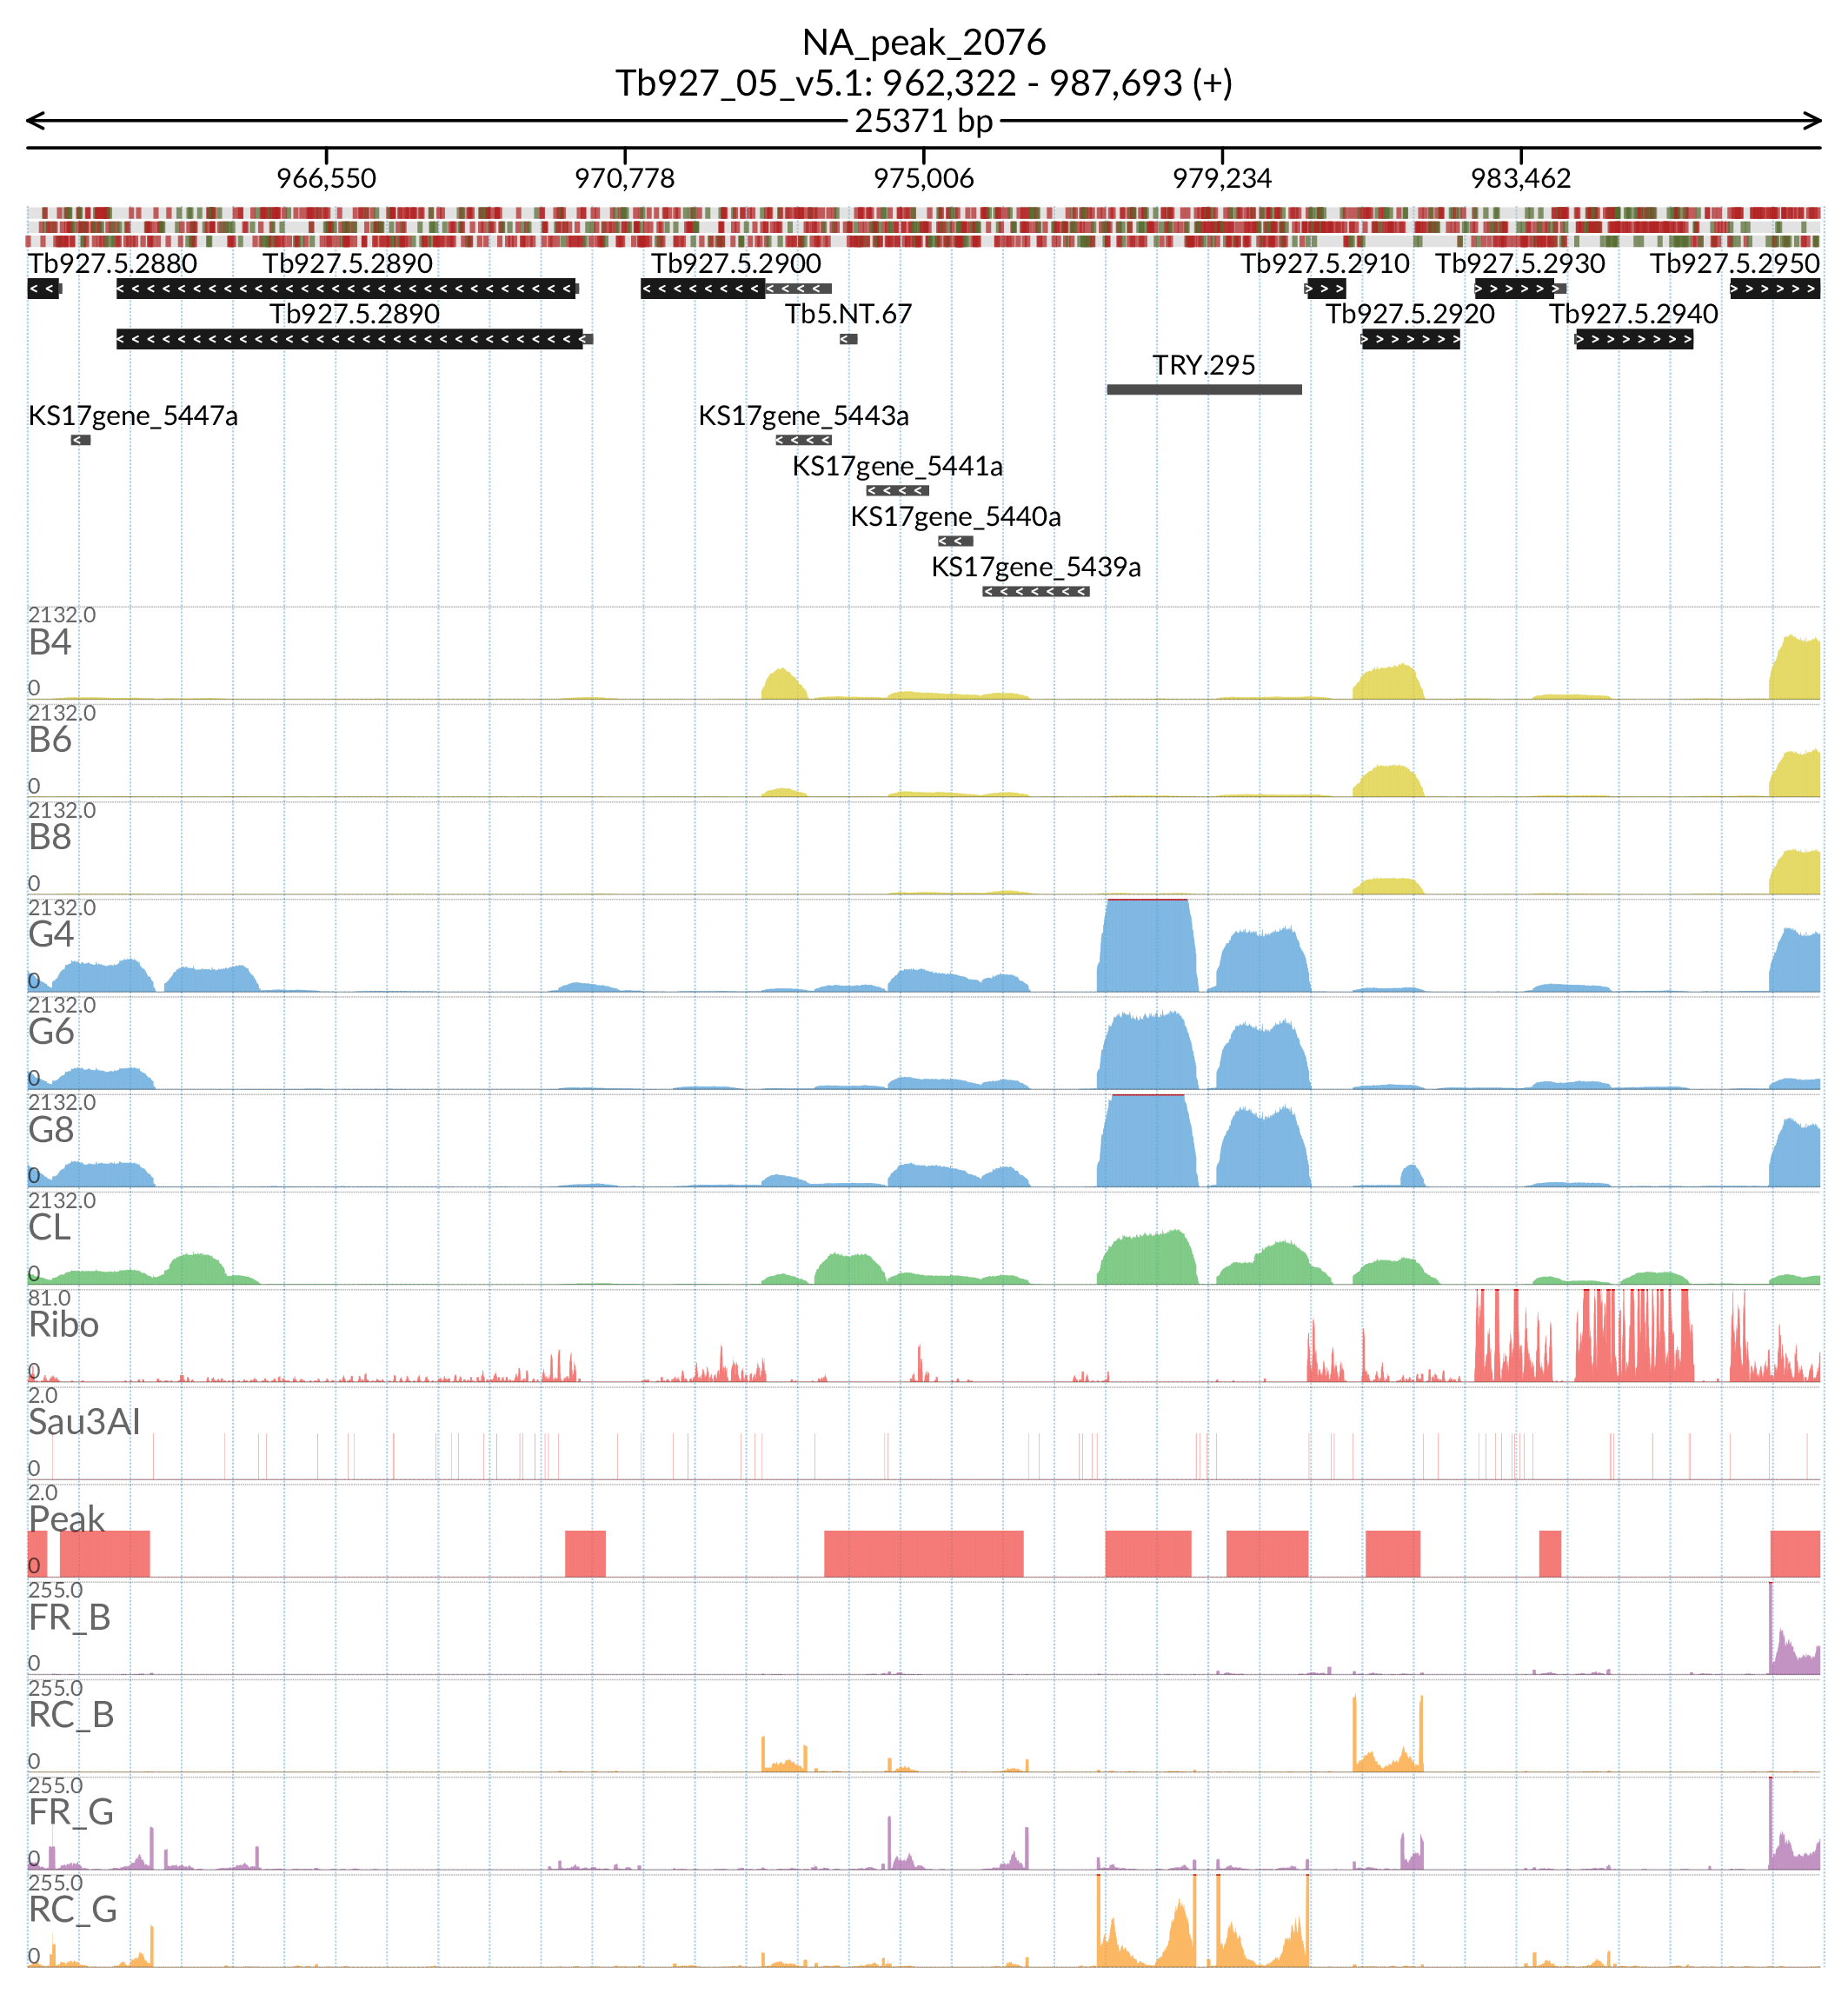 NA_peak_2076
Tb927_05_v5.1: 962,322 - 987,693 (+)
25371 bp
966,550 970,778 975,006 979,234 983,462
Tb927.5.2880 Tb927.5.2890 Tb927.5.2900 Tb927.5.2910 Tb927.5.2930 Tb927.5.2950
Tb927.5.2890 Tb5.NT.67 Tb927.5.2920 Tb927.5.2940
TRY.295
KS17gene_5447a KS17gene_5443a
KS17gene_5441a
KS17gene_5440a
KS17gene_5439a
2132.0
B4
0
2132.0
B6
0
2132.0
B8
0
2132.0
G4
0
2132.0
G6
0
2132.0
G8
0
2132.0
CL
0
81.0
Ribo
0
2.0
Sau3AI
0
2.0
Peak
0
255.0
FR_B
0
255.0
RC_B
0
255.0
FR_G
0
255.0
RC_G
0